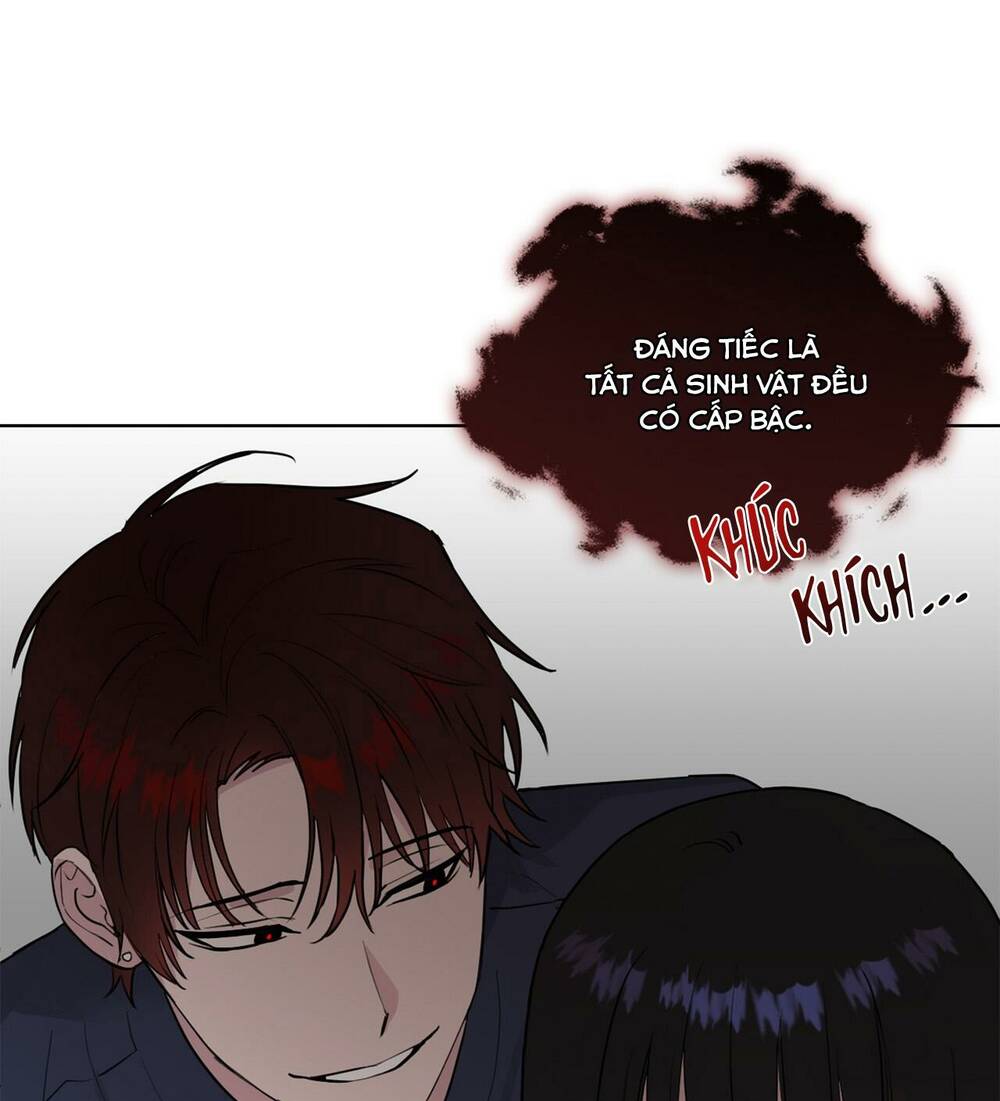 ĐÁNG TIẾC LÀ
TẤT CẢ SINH VẬT ĐỀU
CÓ CẤP BẬC.
KHÚC
KHÍCH...